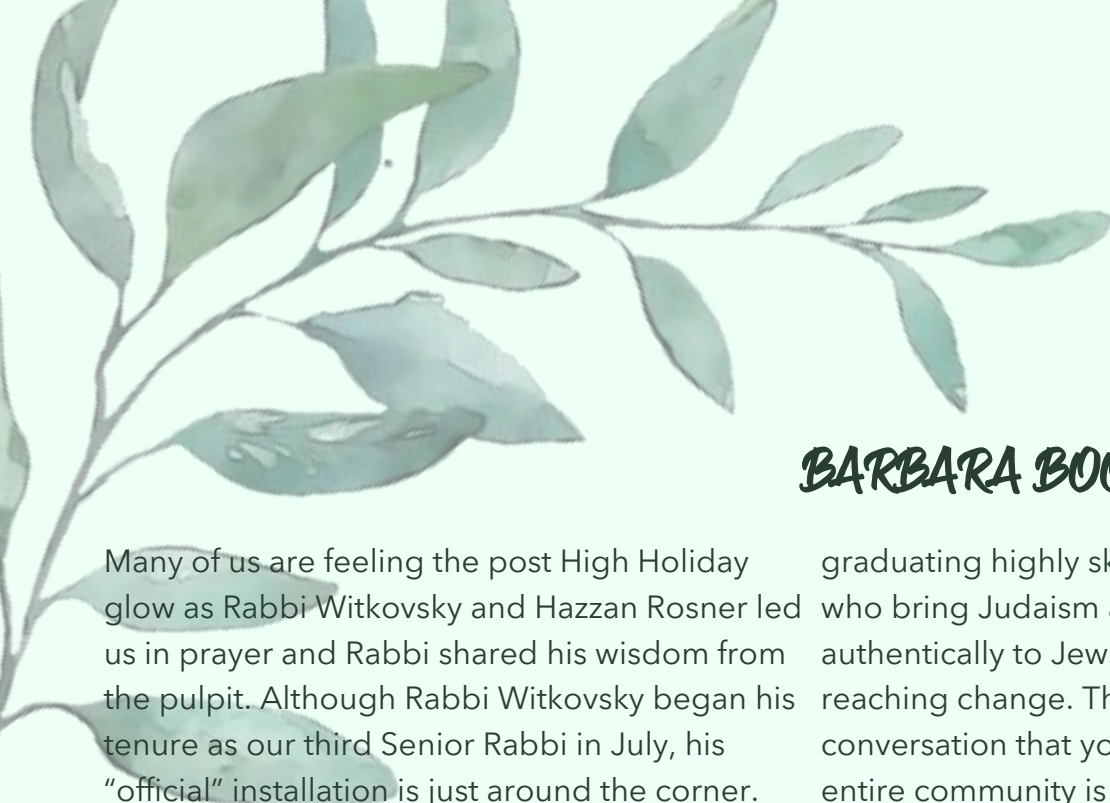 BARBARA
Many of us are feeling the post High Holiday
glow as Rabbi Witkovsky and Hazzan Rosner led
us in prayer and Rabbi shared his wisdom from
the pulpit. Although Rabbi Witkovsky began his
tenure as our third Senior Rabbi in July, his
“official” installation is just around the corner.
graduating highly
who bring Judaism
authentically to
reaching change.
conversation that
entire community is